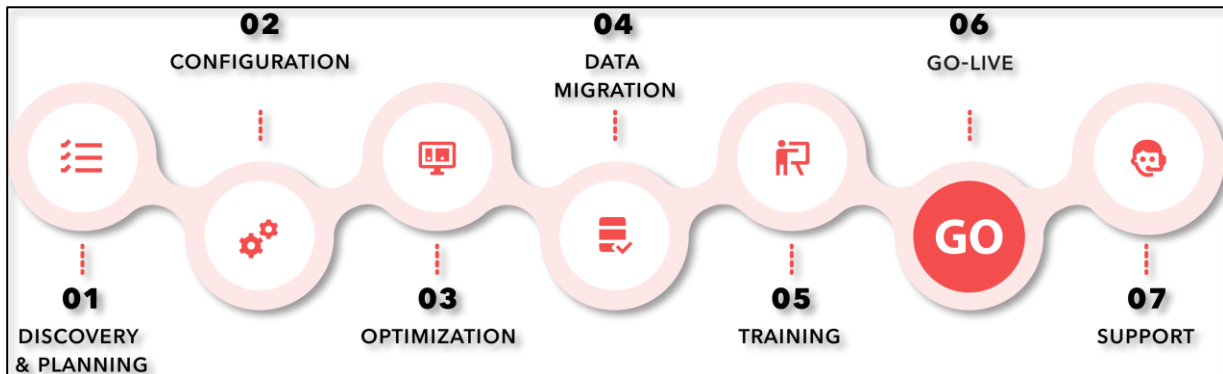 01
DISCOVERY
& PLANNING
02
CONFIGURATION
03
OPTIMIZATION
04
DATA
MIGRATION
05
TRAINING
06
GO-LIVE
GO
07
SUPPORT